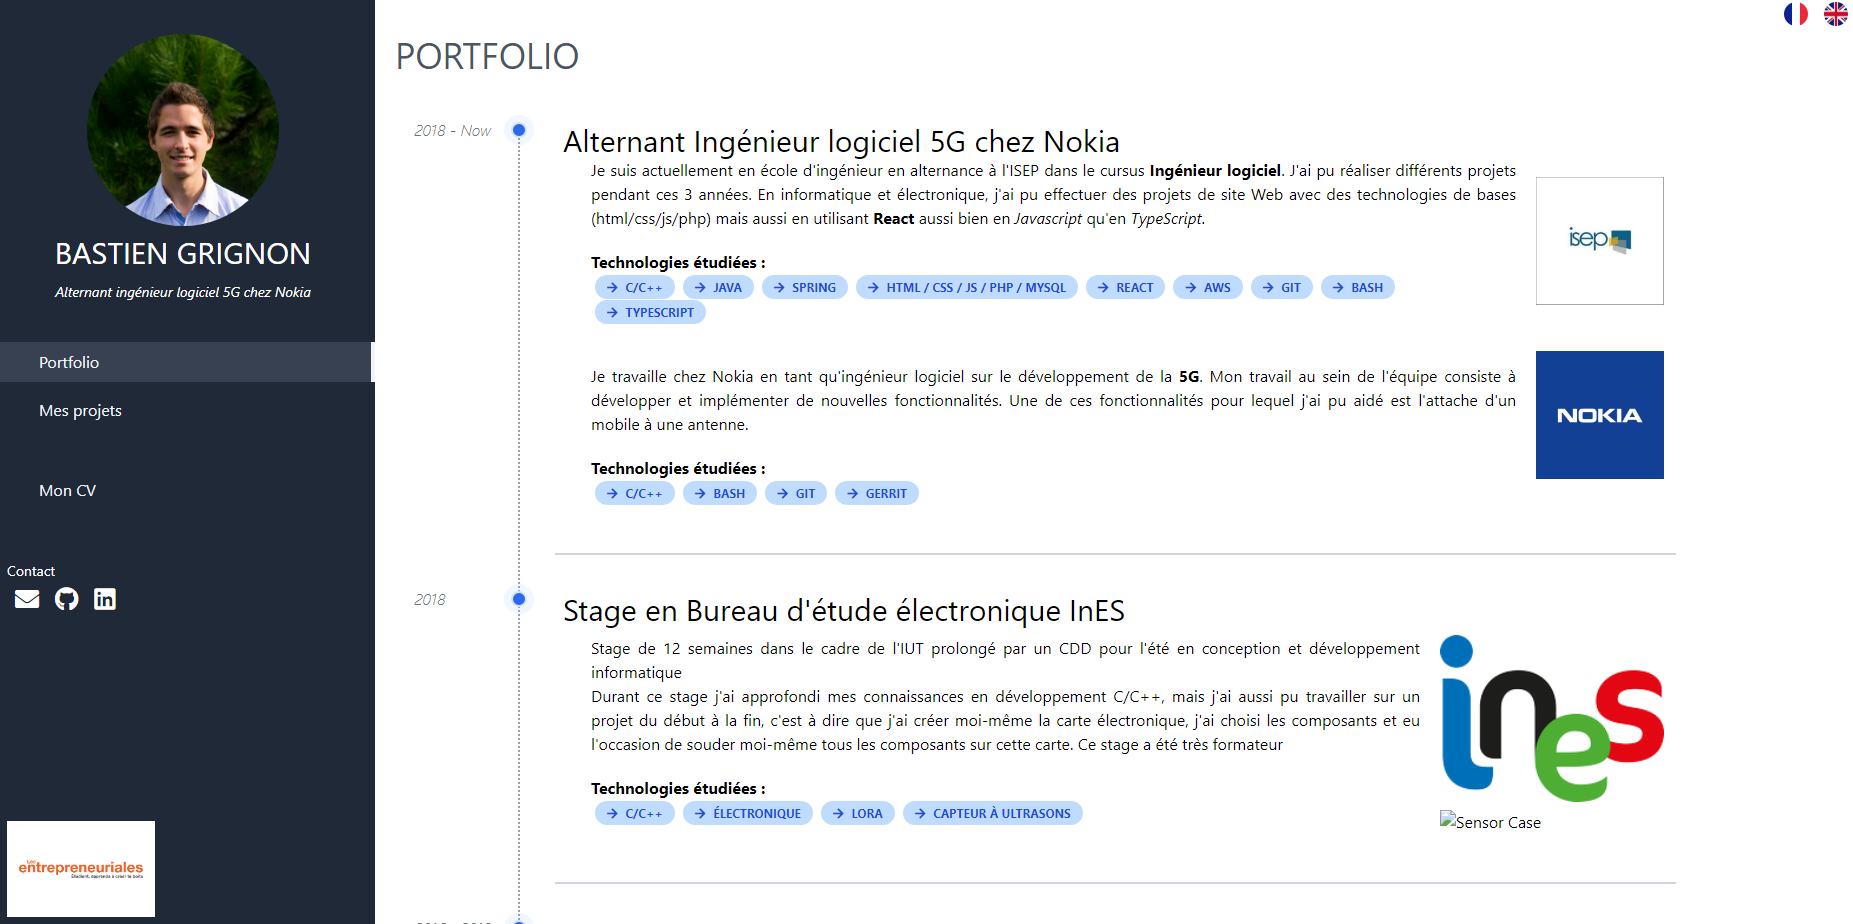 BASTIEN GRIGNON
Alternant ingénieur logiciel 5G chez Nokia
Portfolio
Mes projets
Mon CV
Contact
Les
entrepreneuriales
Étudiant, apprends à créer ta boîte
PORTFOLIO
2018 - Now
Alternant Ingénieur logiciel 5G chez Nokia
Je suis actuellement en école d'ingénieur en alternance à l'ISEP dans le cursus Ingénieur logiciel. J'ai pu réaliser différents projets
pendant ces 3 années. En informatique et électronique, j'ai pu effectuer des projets de site Web avec des technologies de bases
(html/css/js/php) mais aussi en utilisant React aussi bien en Javascript qu'en TypeScript.
isep
Technologies étudiées :
→ C/C++ → JAVA → SPRING → HTML / CSS / JS / PHP / MYSQL → REACT → AWS → GIT → BASH
→ TYPESCRIPT
Je travaille chez Nokia en tant qu'ingénieur logiciel sur le développement de la 5G. Mon travail au sein de l'équipe consiste à
développer et implémenter de nouvelles fonctionnalités. Une de ces fonctionnalités pour lequel j'ai pu aidé est l'attache d'un
mobile à une antenne.
NOKIA
Technologies étudiées :
→ C/C++ → BASH → GIT → GERRIT
2018
Stage en Bureau d'étude électronique InES
Stage de 12 semaines dans le cadre de l'IUT prolongé par un CDD pour l'été en conception et développement
informatique
Durant ce stage j'ai approfondi mes connaissances en développement C/C++, mais j'ai aussi pu travailler sur un
projet du début à la fin, c'est à dire que j'ai créer moi-même la carte électronique, j'ai choisi les composants et eu
l'occasion de souder moi-même tous les composants sur cette carte. Ce stage a été très formateur
ines
Technologies étudiées :
→ C/C++ → ÉLECTRONIQUE → LORA → CAPTEUR À ULTRASONS
Sensor Case